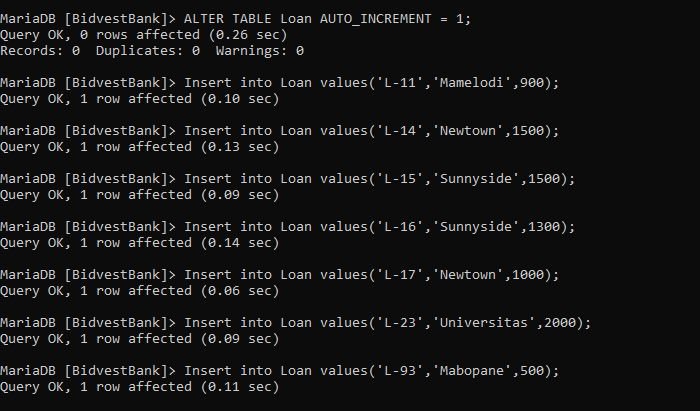 MariaDB [BidvestBank]> ALTER TABLE Loan AUTO_INCREMENT = 1;
Query OK, 0 rows affected (0.26 sec)
Records: 0  Duplicates: 0  Warnings: 0
MariaDB [BidvestBank]> Insert into Loan values('L-11','Mamelodi',900);
Query OK, 1 row affected (0.10 sec)
MariaDB [BidvestBank]> Insert into Loan values('L-14','Newtown',1500);
Query OK, 1 row affected (0.13 sec)
MariaDB [BidvestBank]> Insert into Loan values('L-15','Sunnyside',1500);
Query OK, 1 row affected (0.09 sec)
MariaDB [BidvestBank]> Insert into Loan values('L-16','Sunnyside',1300);
Query OK, 1 row affected (0.14 sec)
MariaDB [BidvestBank]> Insert into Loan values('L-17','Newtown',1000);
Query OK, 1 row affected (0.06 sec)
MariaDB [BidvestBank]> Insert into Loan values('L-23','Universitas',2000);
Query OK, 1 row affected (0.09 sec)
MariaDB [BidvestBank]> Insert into Loan values('L-93','Mabopane',500);
Query OK, 1 row affected (0.11 sec)